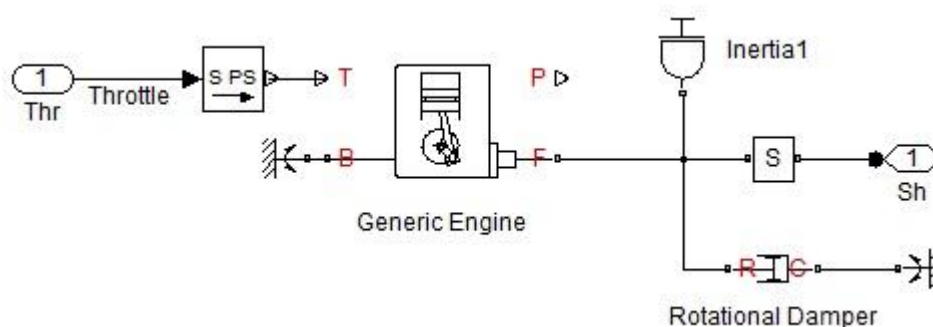 Inertia1
1
S PS
T
P
Throttle
Thr
B
F
S
1
Sh
Generic Engine
R
C
Rotational Damper